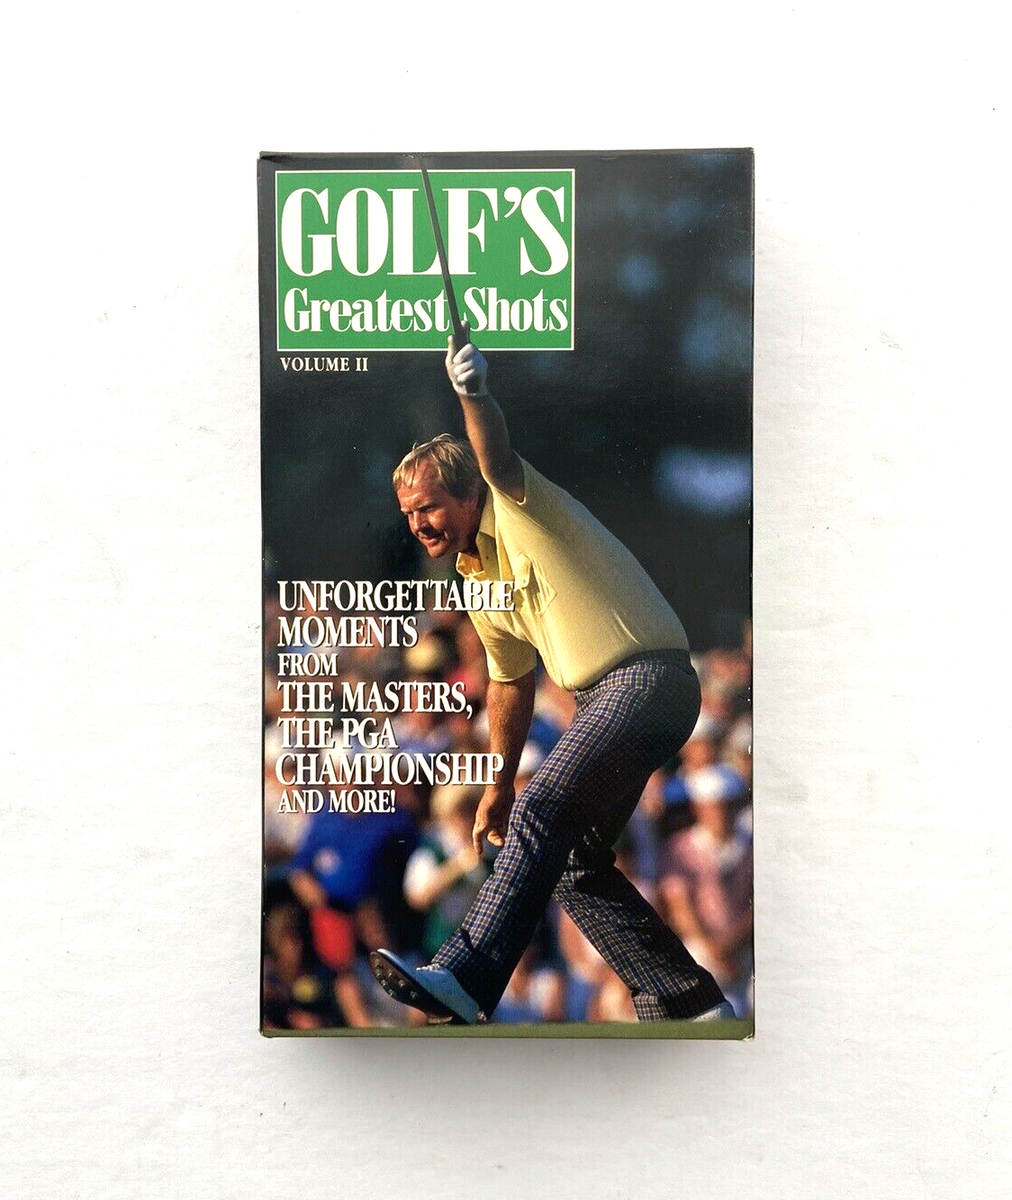 GOLF'S
Greatest Shots
VOLUME II
UNFORGETTABLE
MOMENTS
FROM
THE MASTERS,
THE PGA
CHAMPIONSHIP
AND MORE!